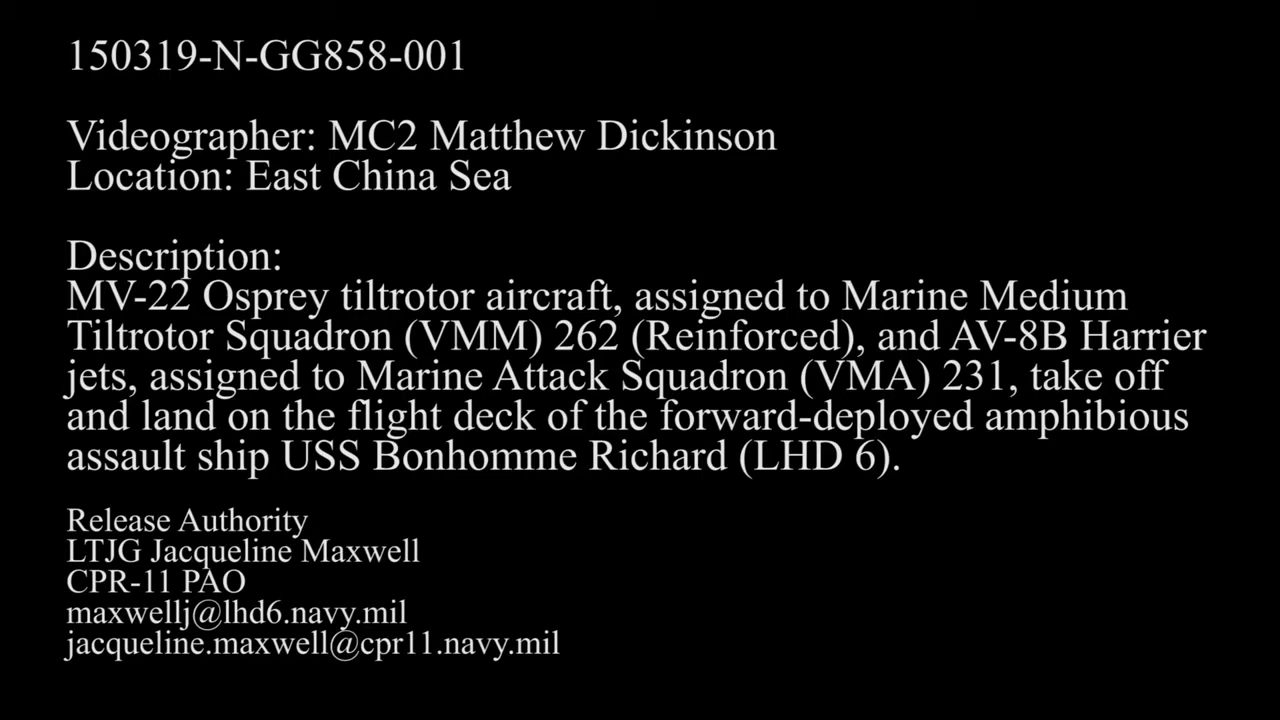 150319-N-GG858-001
Videographer: MC2 Matthew Dickinson
Location: East China Sea
Description:
MV-22 Osprey tiltrotor aircraft, assigned to Marine Medium
Tiltrotor Squadron (VMM) 262 (Reinforced), and AV-8B Harrier
jets, assigned to Marine Attack Squadron (VMA) 231, take off
and land on the flight deck of the forward-deployed amphibious
assault ship USS Bonhomme Richard (LHD 6).
Release Authority
LTJG Jacqueline Maxwell
CPR-11 PAO
maxwellj@lhd6.navy.mil
jacqueline.maxwell@cpr11.navy.mil